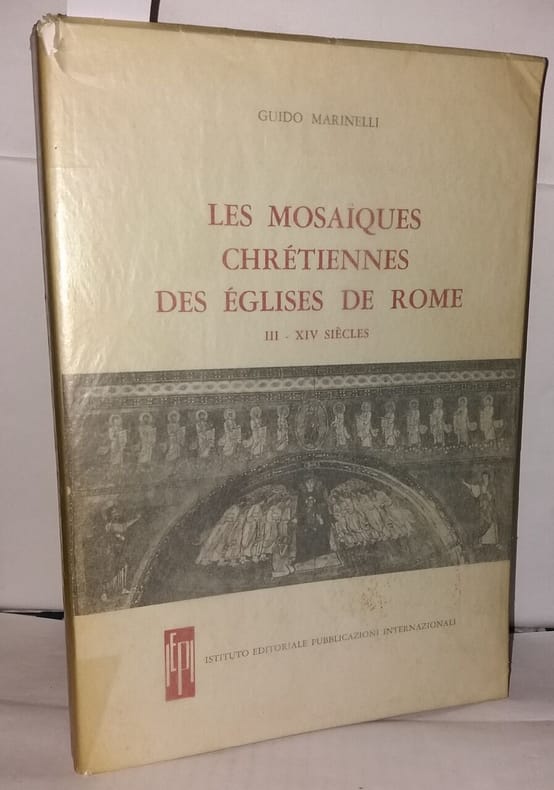 GUIDO MARINELLI
LES MOSAÏQUES
CHRÉTIENNES
DES ÉGLISES DE ROME
III - XIV SIÈCLES
IEPI
ISTITUTO EDITORIALE PUBBLICAZIONI INTERNAZIONALI